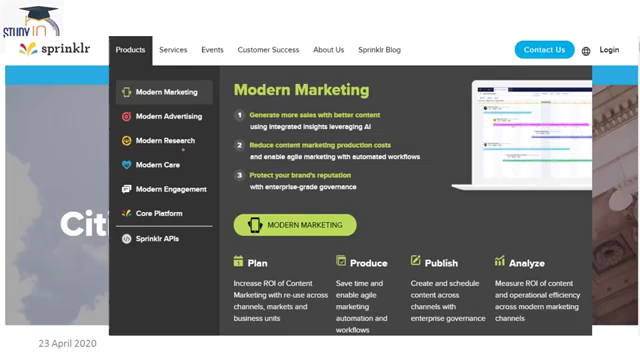 STUDY in
sprinklr
Products Services Events Customer Success About Us Sprinklr Blog Contact Us Login
Modern Marketing
Modern Advertising
Modern Research
Modern Care
Modern Engagement
Core Platform
Sprinklr APIs
Modern Marketing
1 Generate more sales with better content
using integrated insights leveraging AI
2 Reduce content marketing production costs
and enable agile marketing with automated workflows
3 Protect your brand's reputation
with enterprise-grade governance
MODERN MARKETING
Plan
Increase ROI of Content
Marketing with re-use across
channels, markets and
business units
Produce
Save time and
enable agile
marketing
automation and
workflows
Publish
Create and schedule
content across
channels with
enterprise governance
Analyze
Measure ROI of content
and operational efficiency
across modern marketing
channels
Citi
23 April 2020